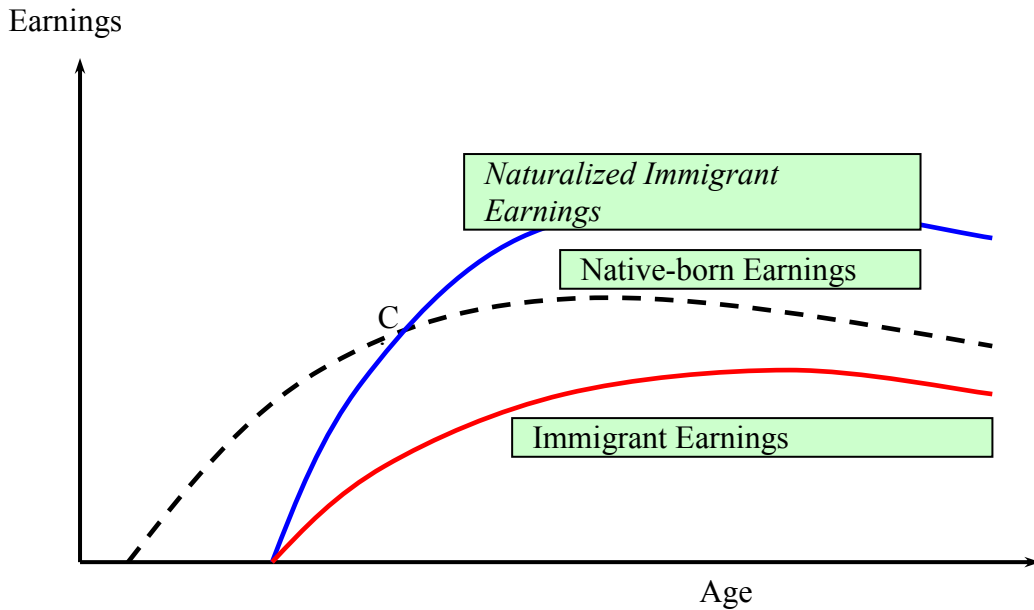 Earnings
Naturalized Immigrant
Earnings
Native-born Earnings
C
Immigrant Earnings
Age